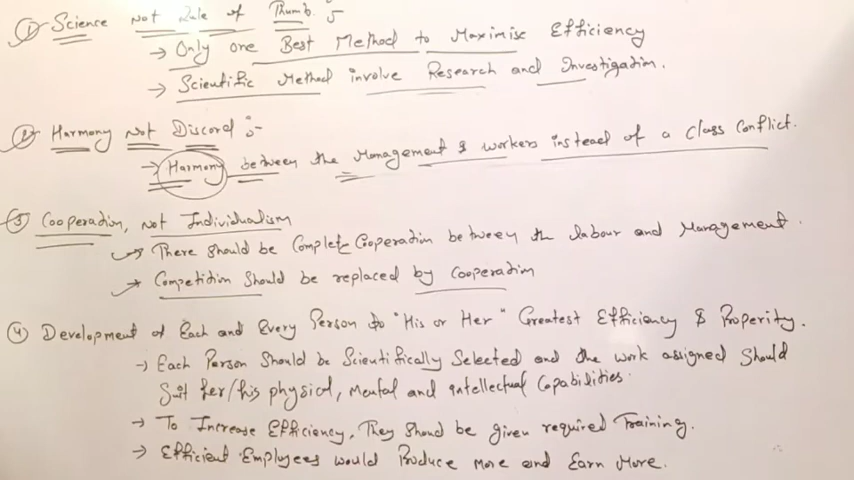 ① Science not Rule of Thumb :-
→ Only one Best Method to Maximise Efficiency
→ Scientific Method involve Research and Investigation.
② Harmony Not Discord :-
→ Harmony between the Management & workers instead of a Class Conflict.
③ Cooperation, not Individualism
→ There should be Complete Cooperation between the labour and Management.
→ Competition should be replaced by Cooperation
④ Development of Each and Every Person to "His or Her" Greatest Efficiency & Properity.
→ Each Person Should be Scientifically Selected and the work assigned Should
Suit her/his physical, Mental and intellectual Capabilities.
→ To Increase Efficiency, They should be given required Training.
→ Efficient Employees would Produce More and Earn More.